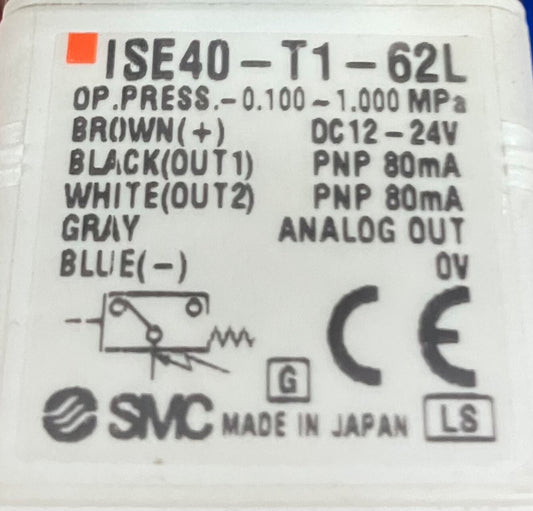 ISE40-T1-62L
OP.PRESS.-0.100~1.000 MPa
BROWN(+) DC12-24V
BLACK(OUT1) PNP 80mA
WHITE(OUT2) PNP 80mA
GRAY ANALOG OUT
BLUE(-) 0V
CE
G
SMC MADE IN JAPAN LS